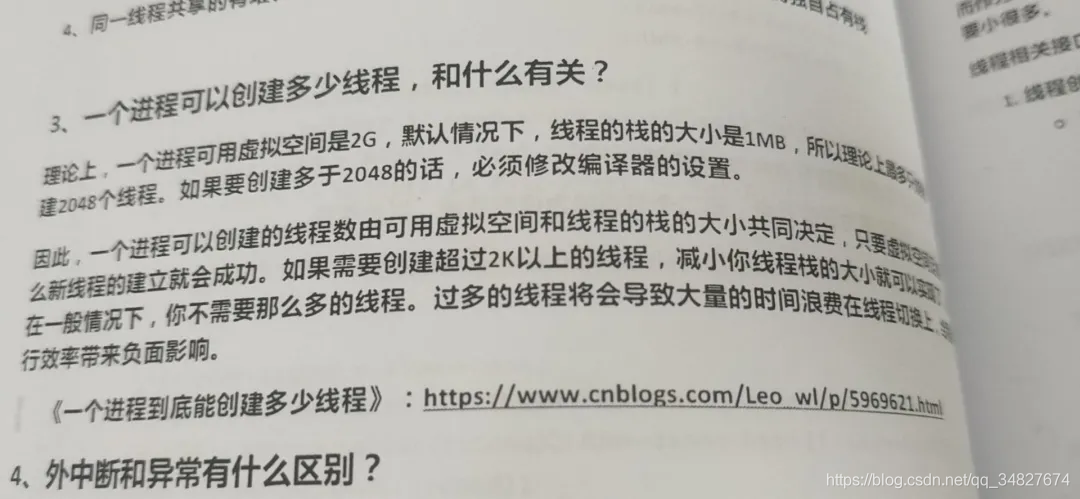 4、同一线程共享的有堆
独自占有栈
3、一个进程可以创建多少线程，和什么有关？
理论上，一个进程可用虚拟空间是2G，默认情况下，线程的栈的大小是1MB，所以理论上最多只能
建2048个线程。如果要创建多于2048的话，必须修改编译器的设置。
因此，一个进程可以创建的线程数由可用虚拟空间和线程的栈的大小共同决定，只要虚拟空间
么新线程的建立就会成功。如果需要创建超过2K以上的线程，减小你线程栈的大小就可以实现
在一般情况下，你不需要那么多的线程。过多的线程将会导致大量的时间浪费在线程切换上，
行效率带来负面影响。
《一个进程到底能创建多少线程》：https://www.cnblogs.com/Leo_wl/p/5969621.html
4、外中断和异常有什么区别？
要小很多。
线程相关接口
1. 线程创
https://blog.csdn.net/qq_34827674